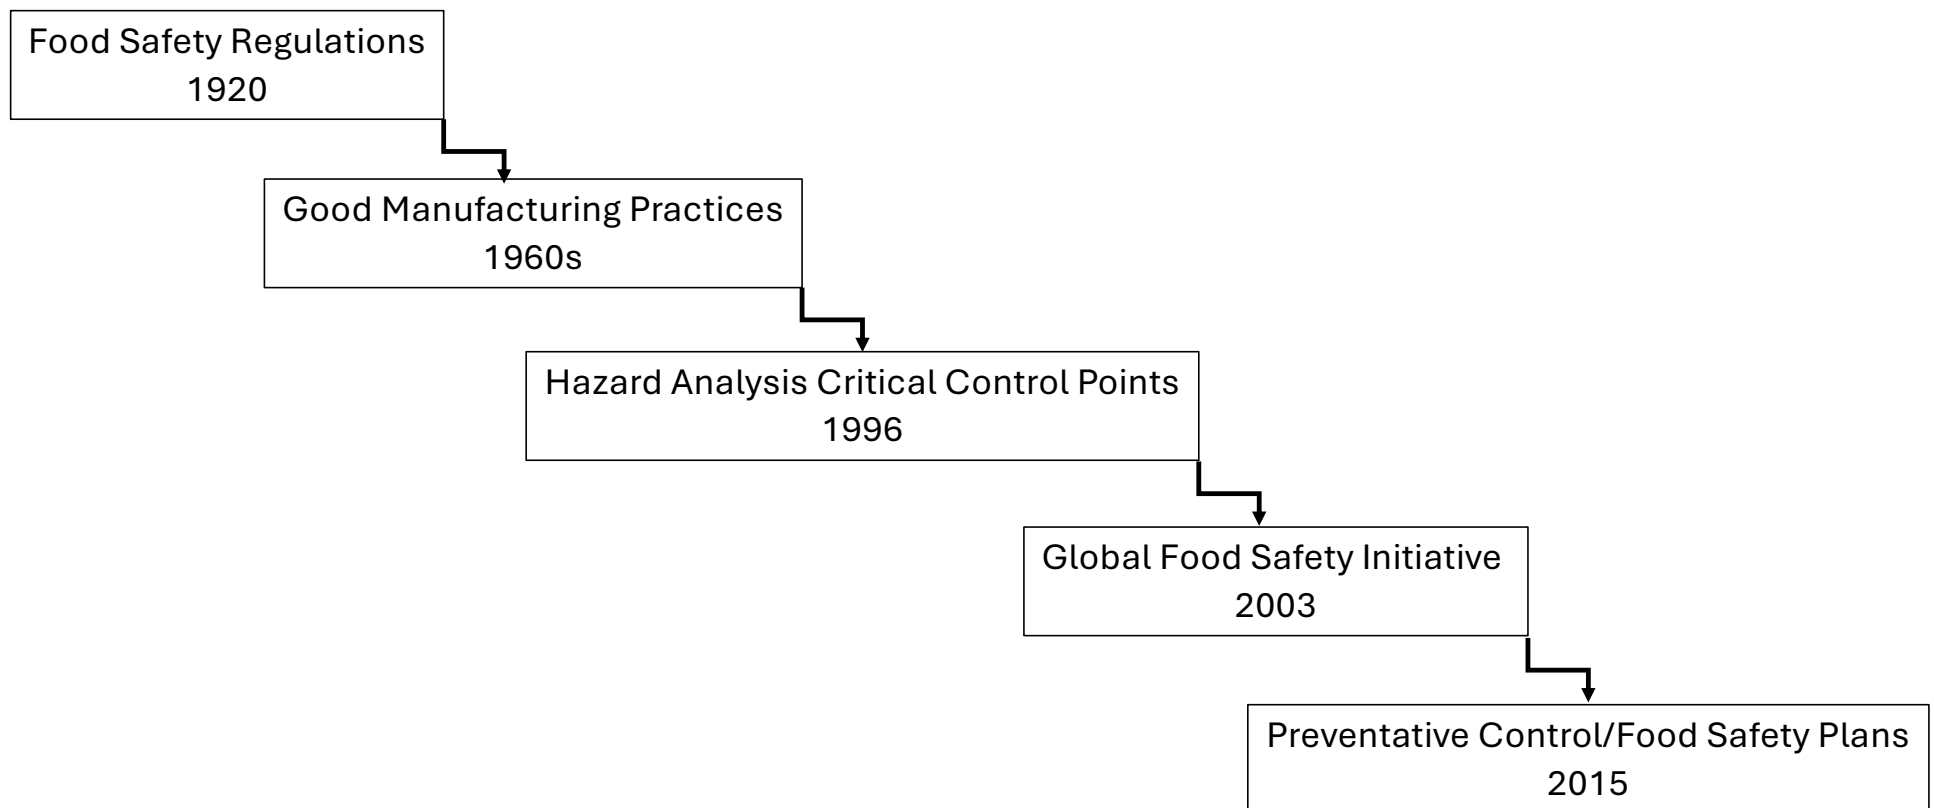 Food Safety Regulations
1920
Good Manufacturing Practices
1960s
Hazard Analysis Critical Control Points
1996
Global Food Safety Initiative
2003
Preventative Control/Food Safety Plans
2015